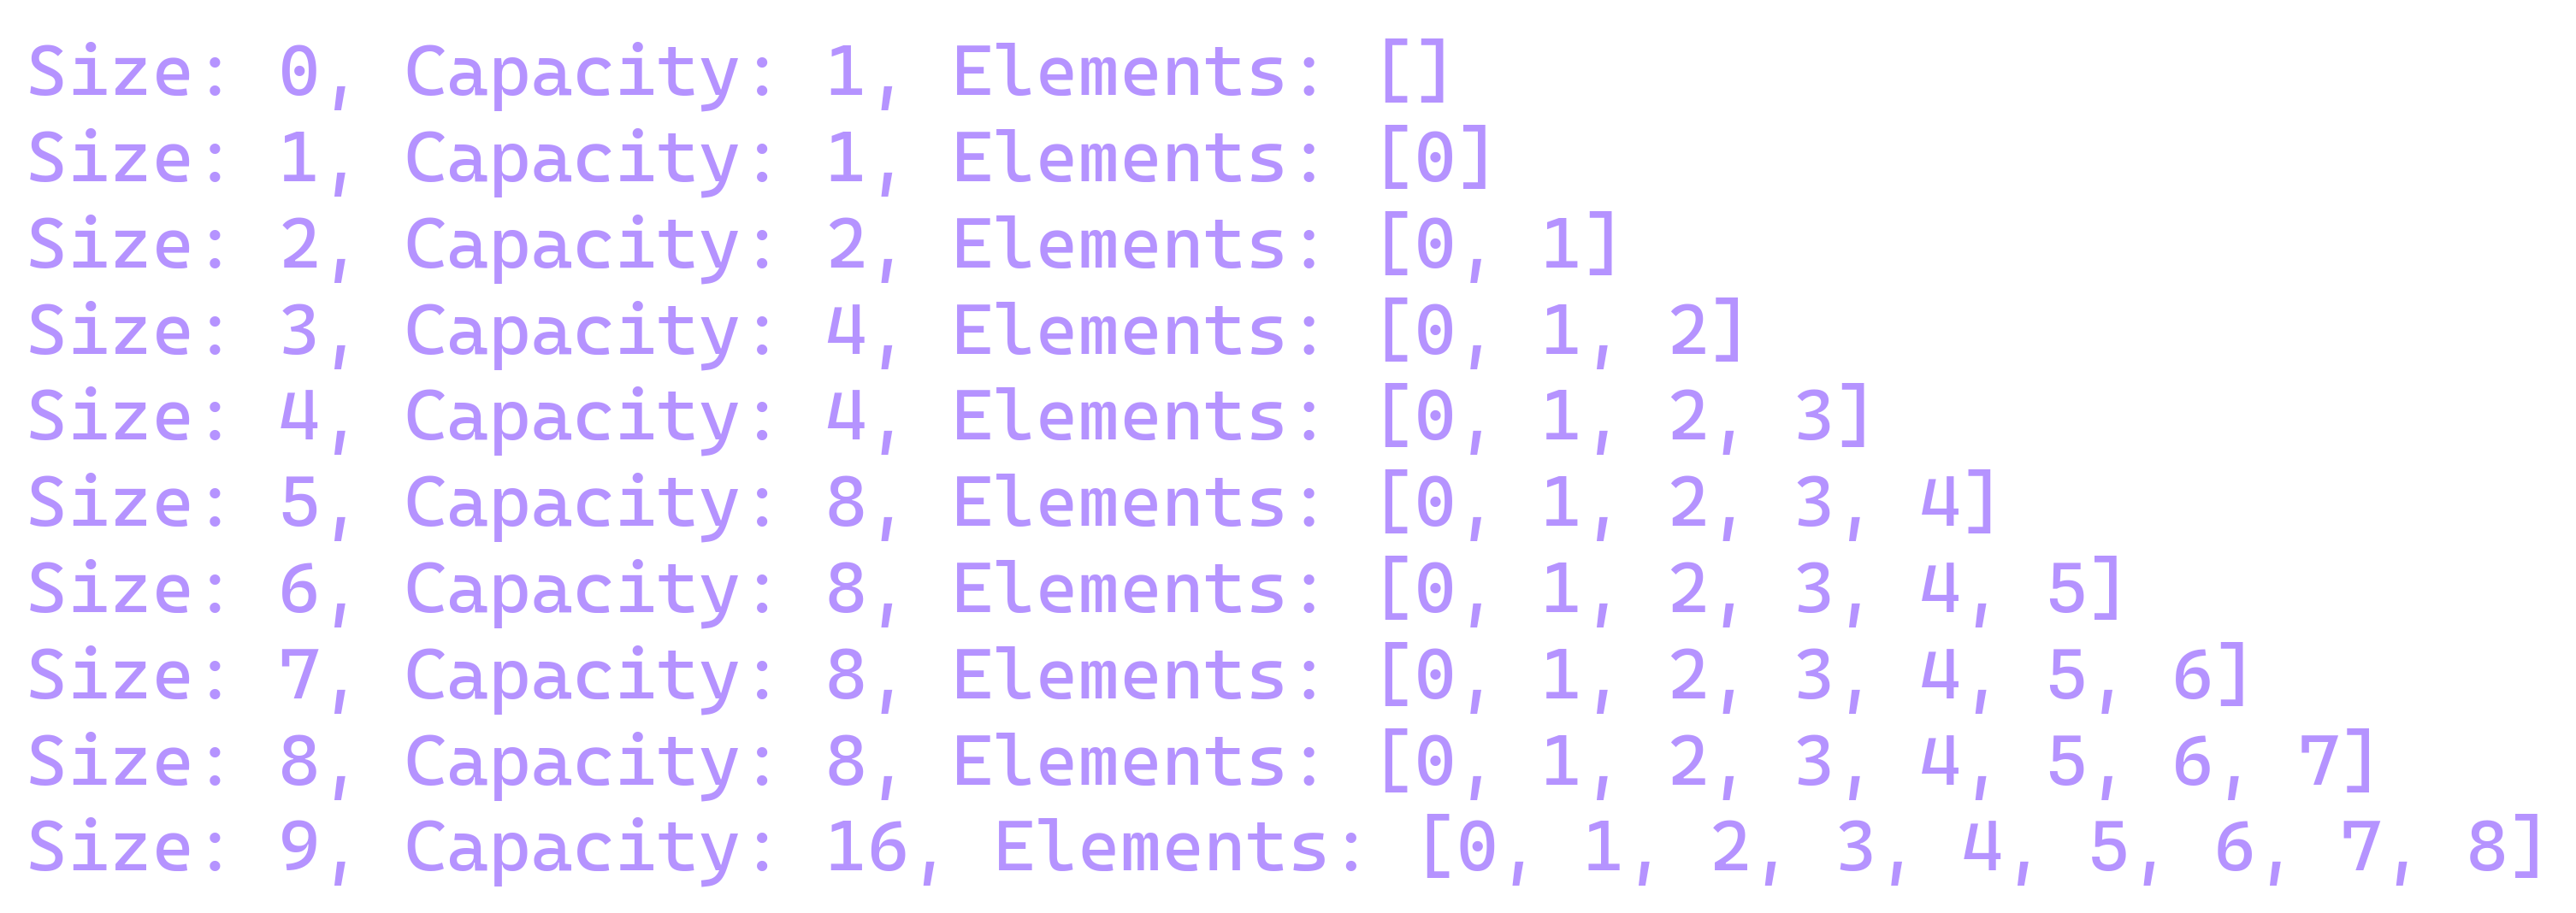 Size: 0, Capacity: 1, Elements: []
Size: 1, Capacity: 1, Elements: [0]
Size: 2, Capacity: 2, Elements: [0, 1]
Size: 3, Capacity: 4, Elements: [0, 1, 2]
Size: 4, Capacity: 4, Elements: [0, 1, 2, 3]
Size: 5, Capacity: 8, Elements: [0, 1, 2, 3, 4]
Size: 6, Capacity: 8, Elements: [0, 1, 2, 3, 4, 5]
Size: 7, Capacity: 8, Elements: [0, 1, 2, 3, 4, 5, 6]
Size: 8, Capacity: 8, Elements: [0, 1, 2, 3, 4, 5, 6, 7]
Size: 9, Capacity: 16, Elements: [0, 1, 2, 3, 4, 5, 6, 7, 8]